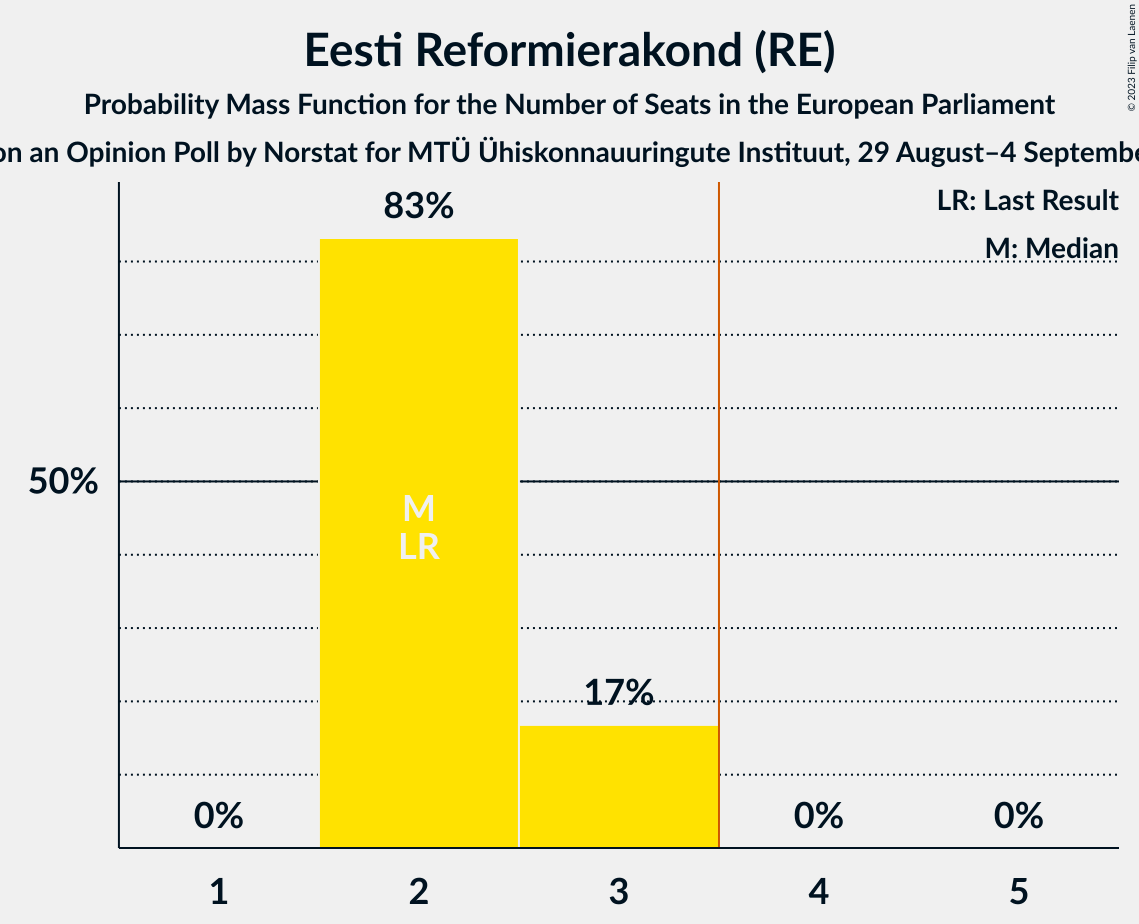 Eesti Reformierakond (RE)
Probability Mass Function for the Number of Seats in the European Parliament
on an Opinion Poll by Norstat for MTÜ Ühiskonnauuringute Instituut, 29 August–4
© 2023 Filip van Laenen
LR: Last Result
M: Median
83%
50%
M
LR
17%
0%
0%
0%
1
2
3
4
5